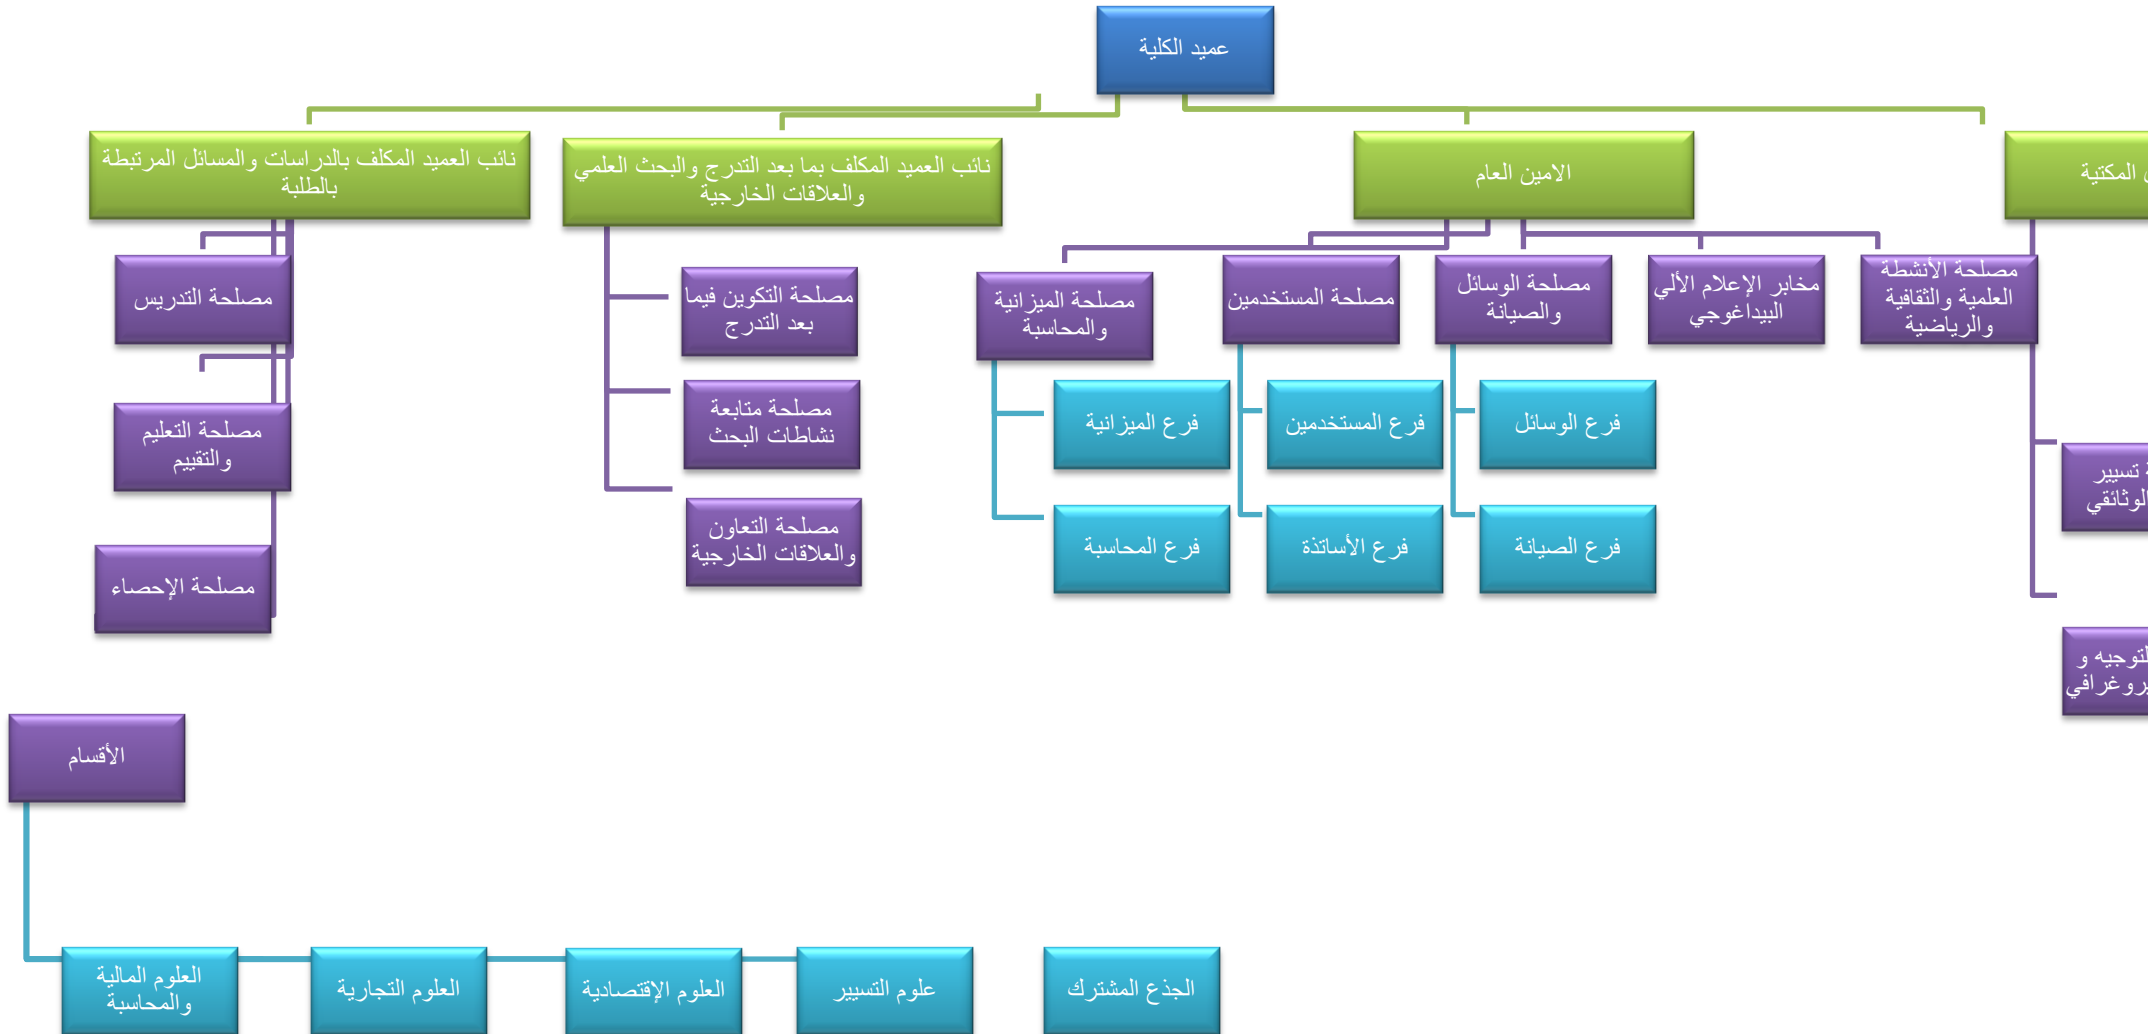 عميد الكلية
نائب العميد المكلف بالدراسات والمسائل المرتبطة
بالطلبة
نائب العميد المكلف بما بعد التدرج والبحث العلمي
والعلاقات الخارجية
الامين العام
المكتبة
مصلحة التدريس
مصلحة التعليم
والتقييم
مصلحة الإحصاء
مصلحة التكوين فيما
بعد التدرج
مصلحة متابعة
نشاطات البحث
مصلحة التعاون
والعلاقات الخارجية
مصلحة الميزانية
والمحاسبة
مصلحة المستخدمين
مصلحة الوسائل
والصيانة
مخابر الإعلام الألي
البيداغوجي
مصلحة الأنشطة
العلمية والثقافية
والرياضية
فرع الميزانية
فرع المحاسبة
فرع المستخدمين
فرع الأساتذة
فرع الوسائل
فرع الصيانة
تسيير
الوثائقي
التوجيه و
الأقسام
العلوم المالية
والمحاسبة
العلوم التجارية
العلوم الإقتصادية
علوم التسيير
الجذع المشترك